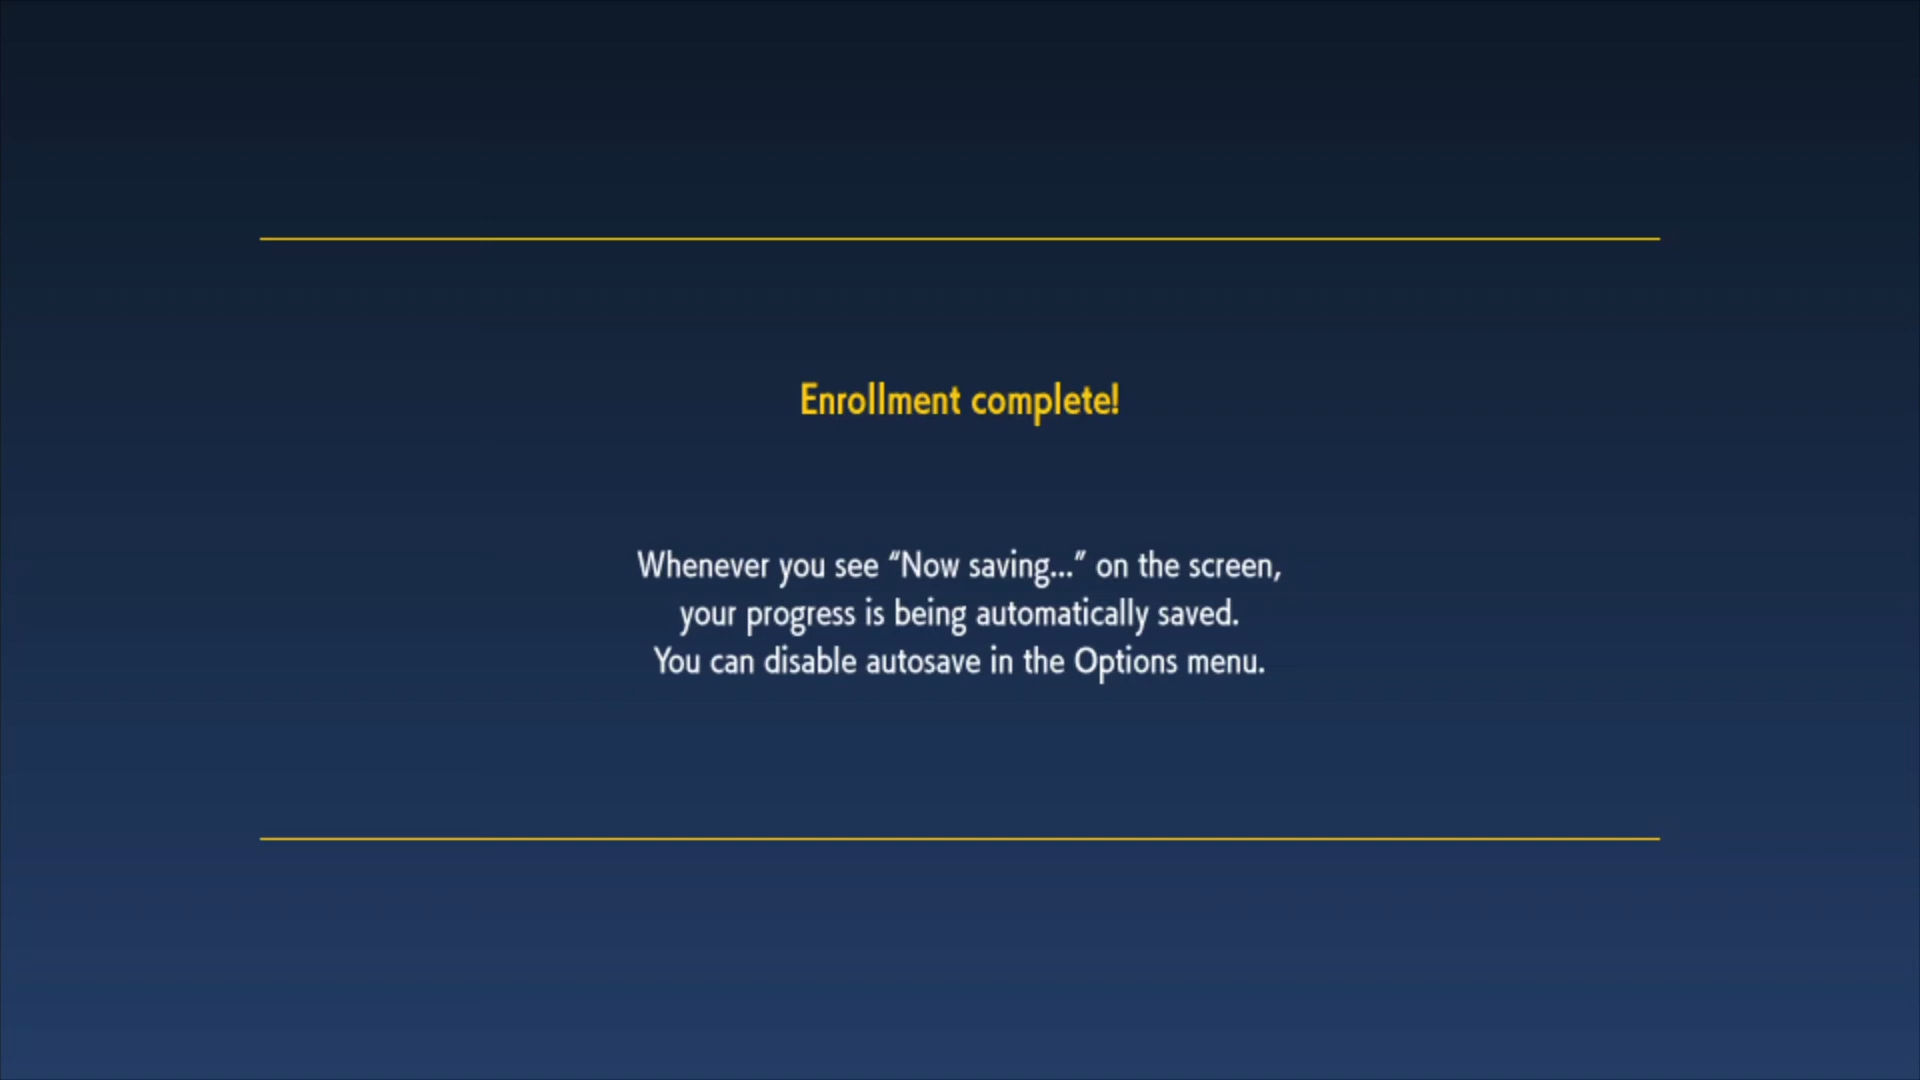 Enrollment complete!
Whenever you see “Now saving...” on the screen,
your progress is being automatically saved.
You can disable autosave in the Options menu.